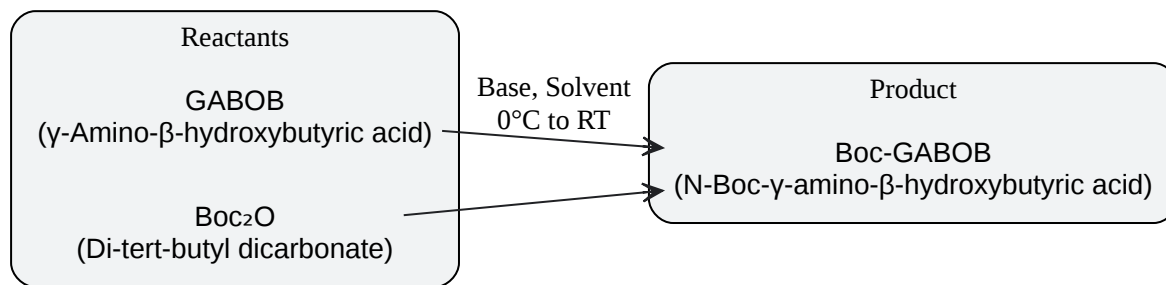 Reactants
GABOB
(γ-Amino-β-hydroxybutyric acid)
Boc₂O
(Di-tert-butyl dicarbonate)
Base, Solvent
0°C to RT
Product
Boc-GABOB
(N-Boc-γ-amino-β-hydroxybutyric acid)